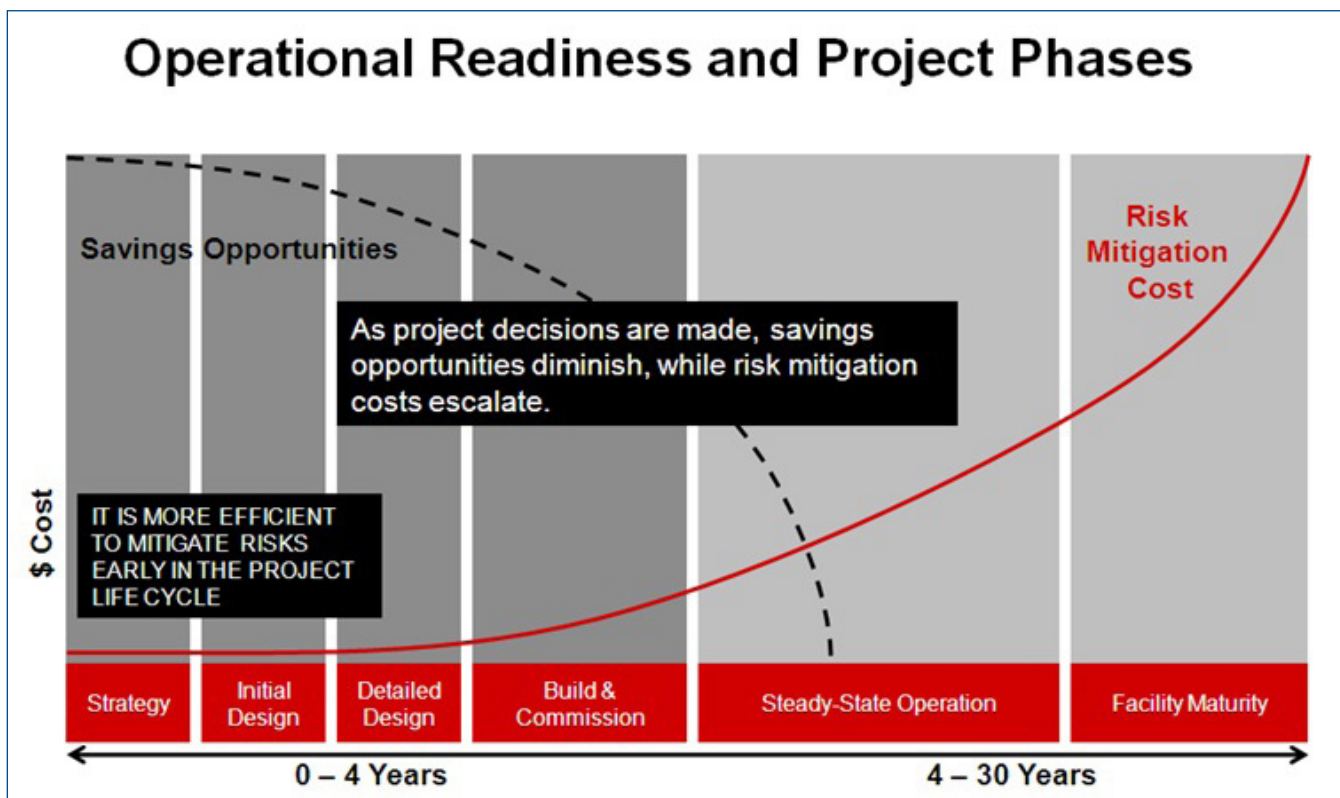 Operational Readiness and Project Phases
Savings Opportunities
Risk
Mitigation
Cost
As project decisions are made, savings
opportunities diminish, while risk mitigation
costs escalate.
$ Cost
IT IS MORE EFFICIENT
TO MITIGATE RISKS
EARLY IN THE PROJECT
LIFE CYCLE
Strategy
Initial
Design
Detailed
Design
Build &
Commission
Steady-State Operation
Facility Maturity
0 – 4 Years
4 – 30 Years